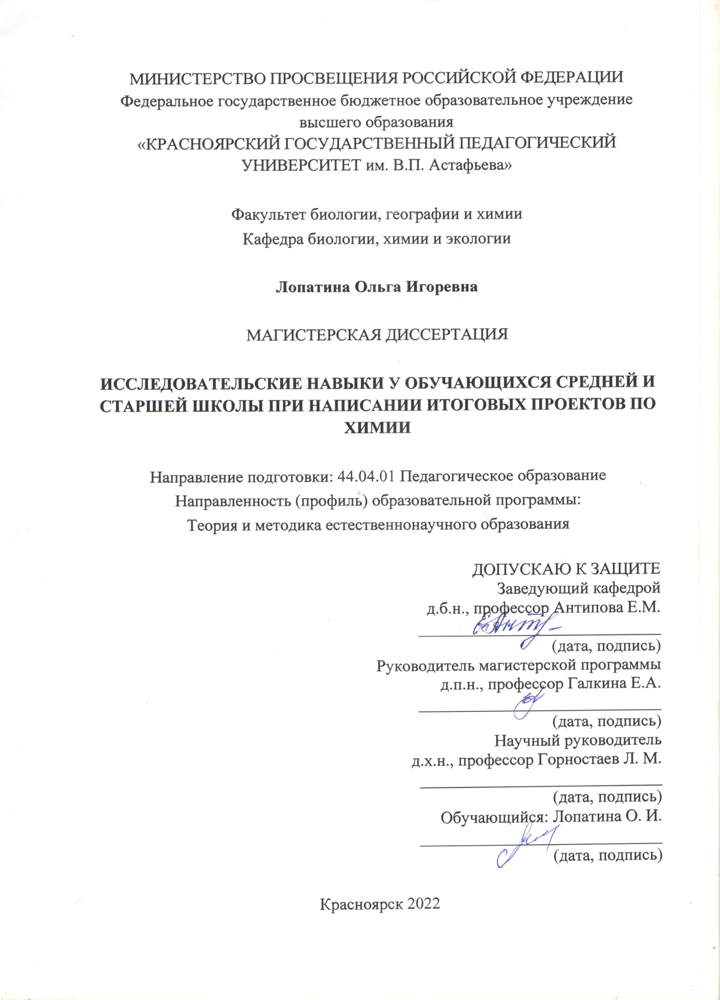 МИНИСТЕРСТВО ПРОСВЕЩЕНИЯ РОССИЙСКОЙ ФЕДЕРАЦИИ
Федеральное государственное бюджетное образовательное учреждение
высшего образования
«КРАСНОЯРСКИЙ ГОСУДАРСТВЕННЫЙ ПЕДАГОГИЧЕСКИЙ
УНИВЕРСИТЕТ им. В.П. Астафьева»
Факультет биологии, географии и химии
Кафедра биологии, химии и экологии
Лопатина Ольга Игоревна
МАГИСТЕРСКАЯ ДИССЕРТАЦИЯ
ИССЛЕДОВАТЕЛЬСКИЕ НАВЫКИ У ОБУЧАЮЩИХСЯ СРЕДНЕЙ И
СТАРШЕЙ ШКОЛЫ ПРИ НАПИСАНИИ ИТОГОВЫХ ПРОЕКТОВ ПО
ХИМИИ
Направление подготовки: 44.04.01 Педагогическое образование
Направленность (профиль) образовательной программы:
Теория и методика естественнонаучного образования
ДОПУСКАЮ К ЗАЩИТЕ
Заведующий кафедрой
д.б.н., профессор Антипова Е.М.
(дата, подпись)
Руководитель магистерской программы
д.п.н., профессор Галкина Е.А.
(дата, подпись)
Научный руководитель
д.х.н., профессор Горностаев Л. М.
(дата, подпись)
Обучающийся: Лопатина О. И.
(дата, подпись)
Красноярск 2022